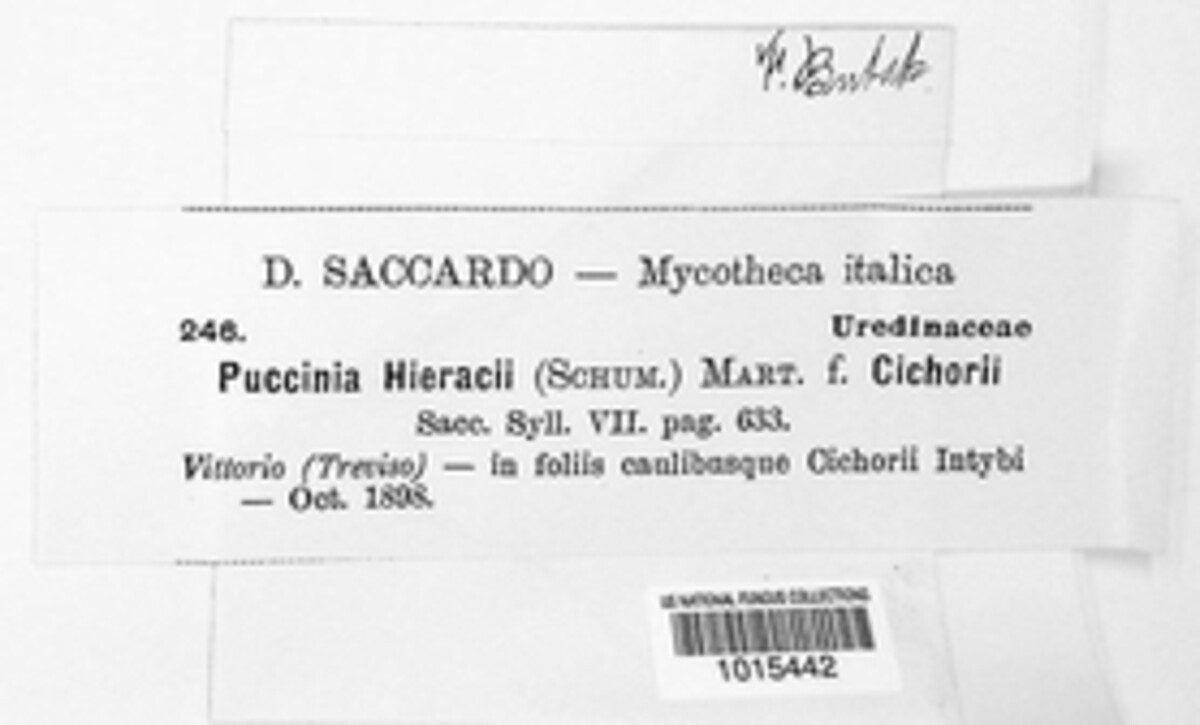 D. SACCARDO — Mycotheca italica
246. Uredinaceae
Puccinia Hieracii (SCHUM.) MART. f. Cichorii
Sacc. Syll. VII. pag. 633.
Vittorio (Treviso) — in foliis caulibusque Cichorii Intybi
— Oct. 1898.
US NATIONAL FUNGUS COLLECTIONS
1015442